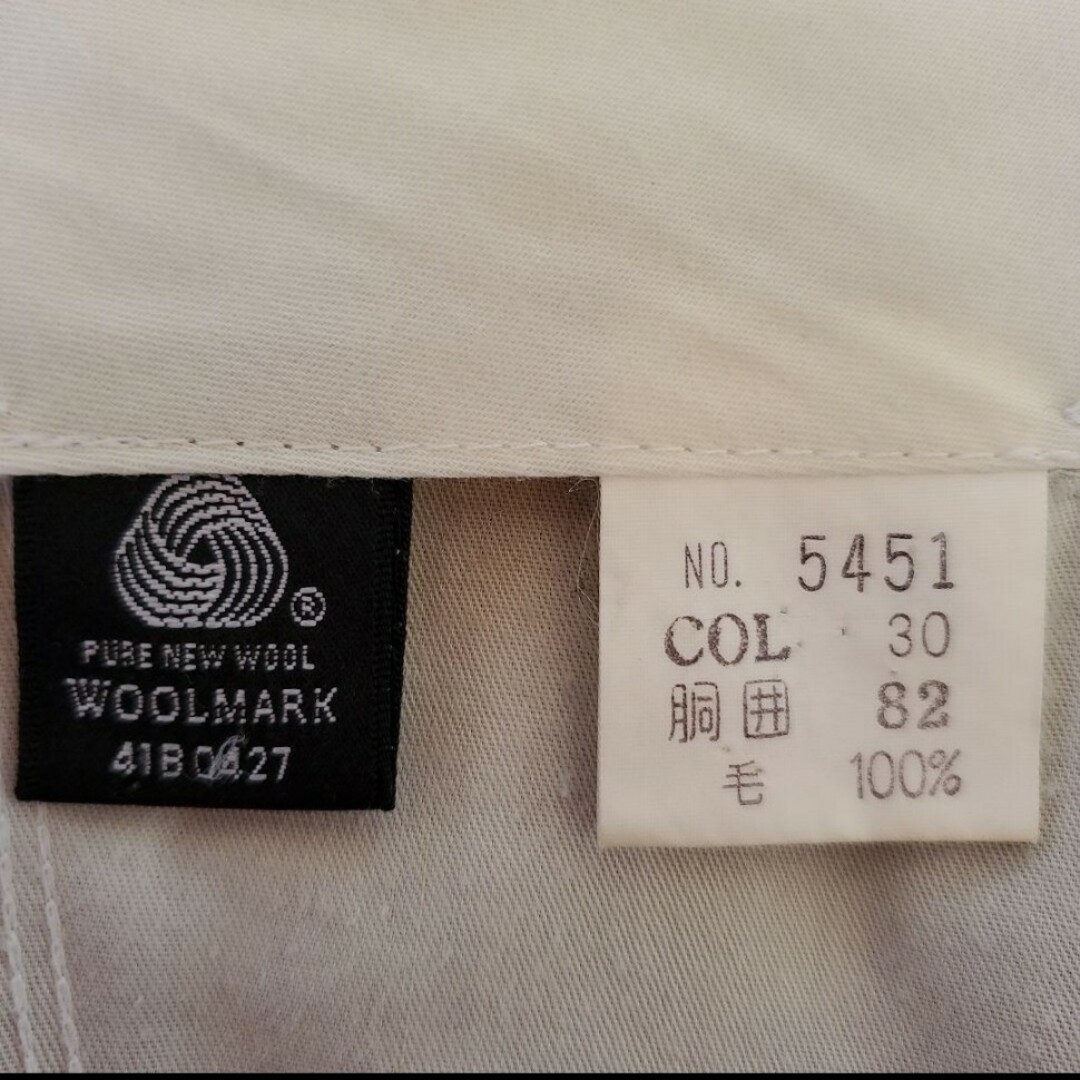 ®
PURE NEW WOOL
WOOLMARK
NO. 5451
COL 30
胴囲 82
毛 100%